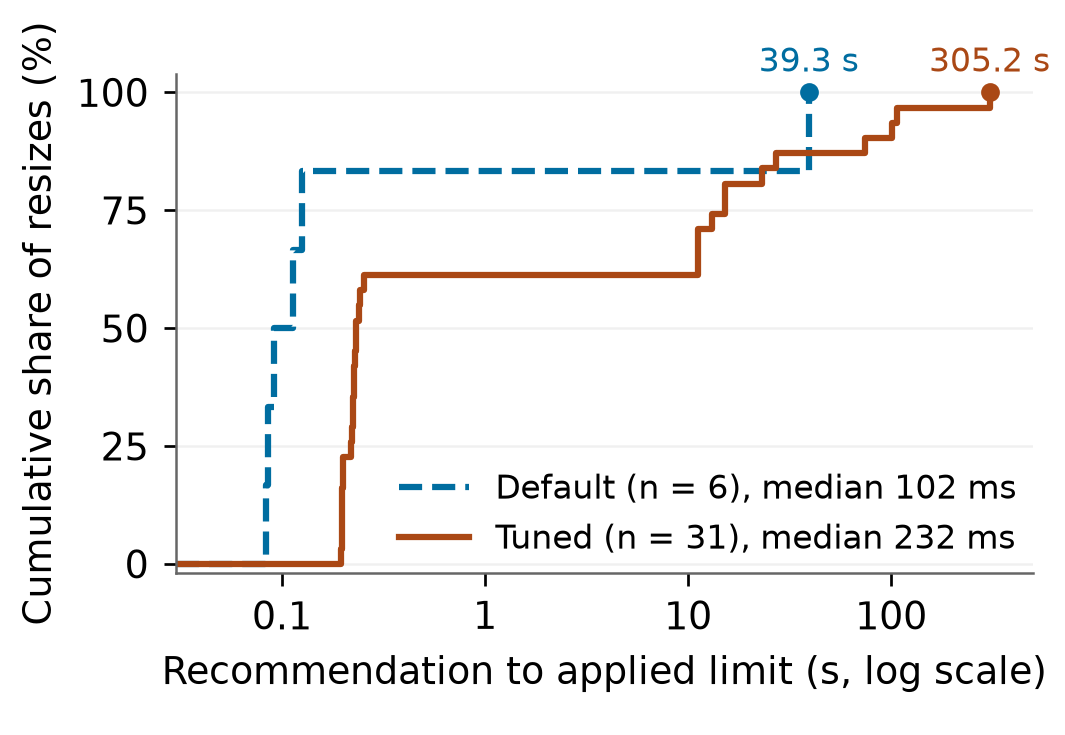 39.3 s 305.2 s
Cumulative share of resizes (%)
100
75
50
25
0
Default (n = 6), median 102 ms
Tuned (n = 31), median 232 ms
0.1 1 10 100
Recommendation to applied limit (s, log scale)